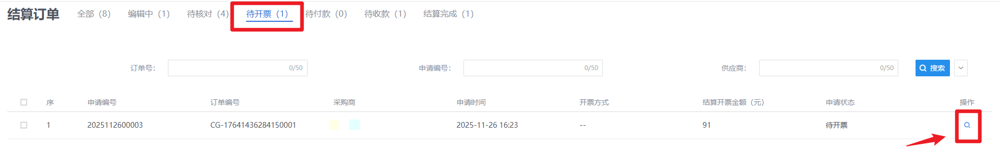 结算订单 全部（8） 编辑中（1） 待核对（4） 待开票（1） 待付款（0） 待收款（1） 结算完成（1）
订单号： 0/50 申请编号： 0/50 供应商： 0/50 搜索
序 申请编号 订单编号 采购商 申请时间 开票方式 结算开票金额（元） 申请状态 操作
1 2025112600003 CG-17641436284150001 2025-11-26 16:23 -- 91 待开票